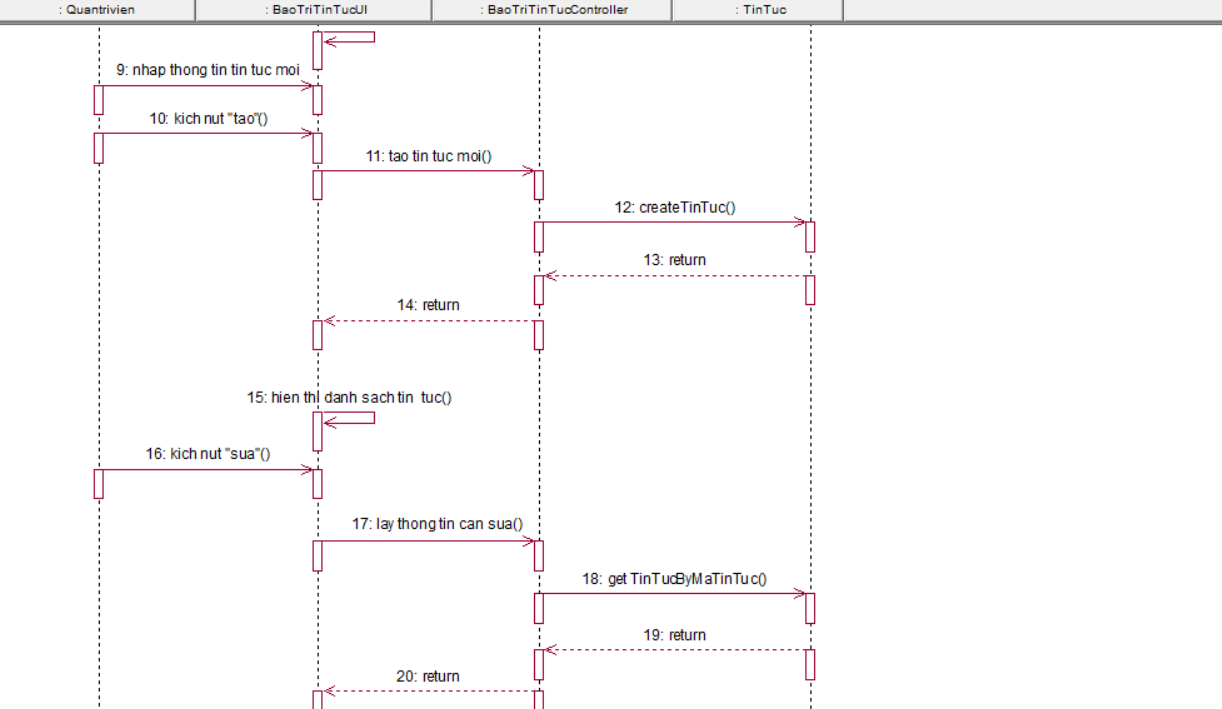 : Quantrivien
: BaoTriTinTucUI
: BaoTriTinTucController
: TinTuc
9: nhap thong tin tin tuc moi
10: kich nut "tao"()
11: tao tin tuc moi()
12: createTinTuc()
13: return
14: return
15: hien thi danh sach tin tuc()
16: kich nut "sua"()
17: lay thong tin can sua()
18: get TinTucByMaTinTuc()
19: return
20: return